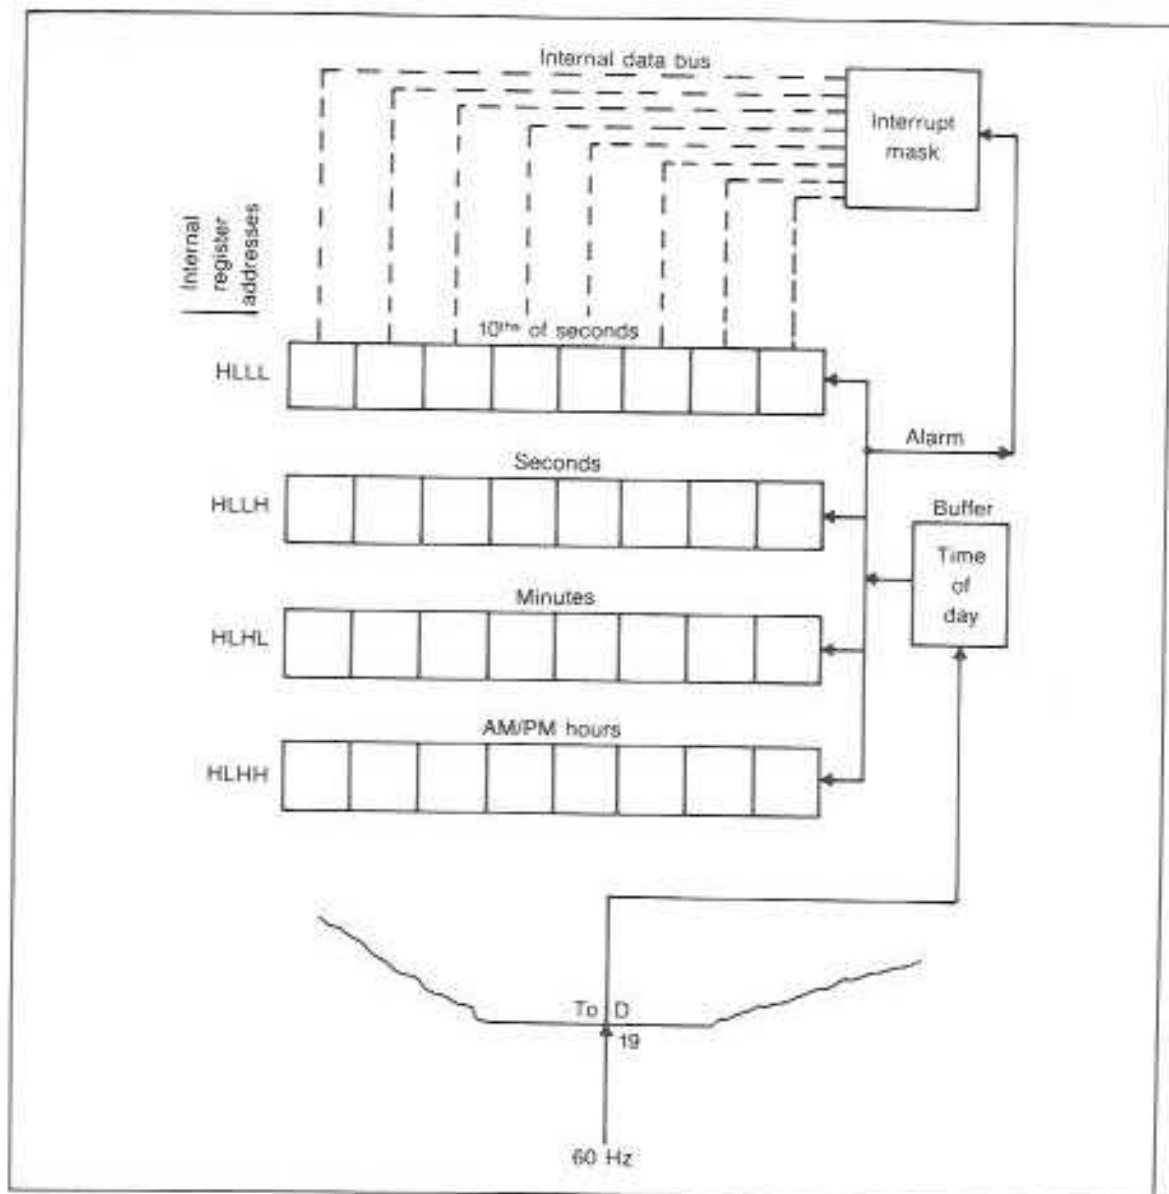 Internal data bus
Interrupt
mask
Internal
register
addresses
10ths of seconds
HLLL
Alarm
Seconds
HLLH
Buffer
Time
of
day
Minutes
HLHL
AM/PM hours
HLHH
To D
19
60 Hz